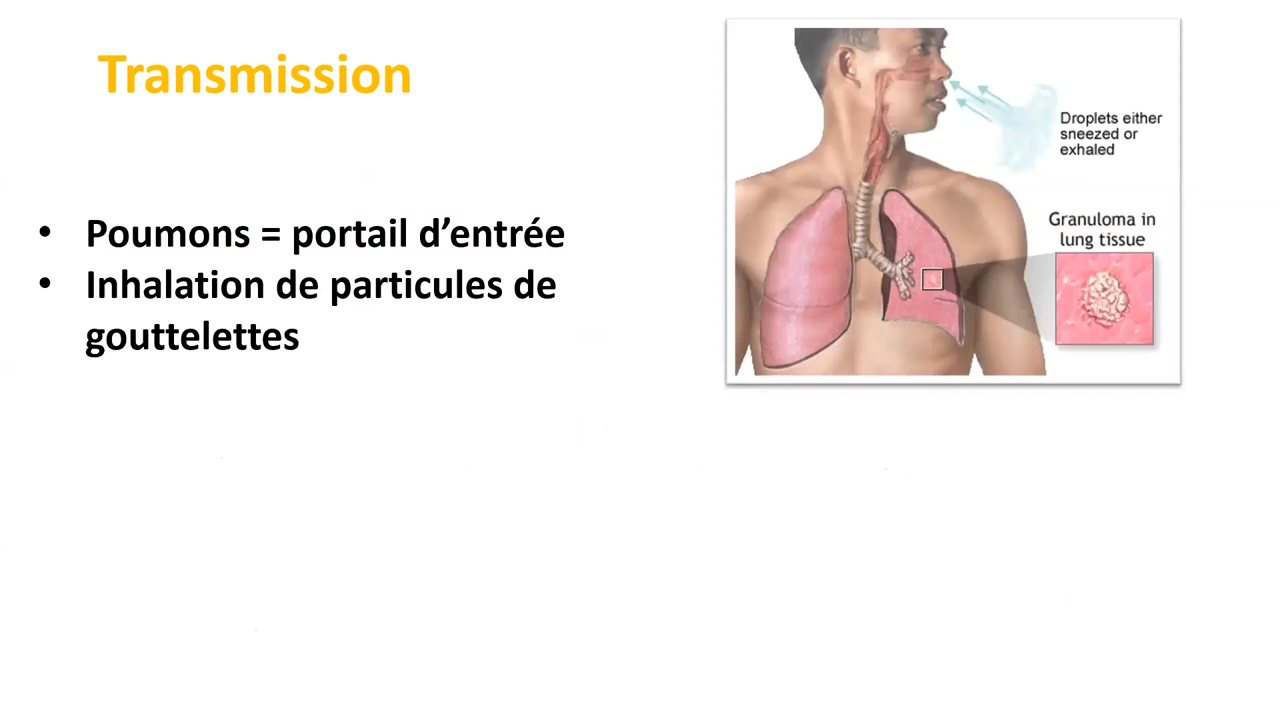 Transmission
• Poumons = portail d’entrée
• Inhalation de particules de
gouttelettes
Droplets either
sneezed or
exhaled
Granuloma in
lung tissue